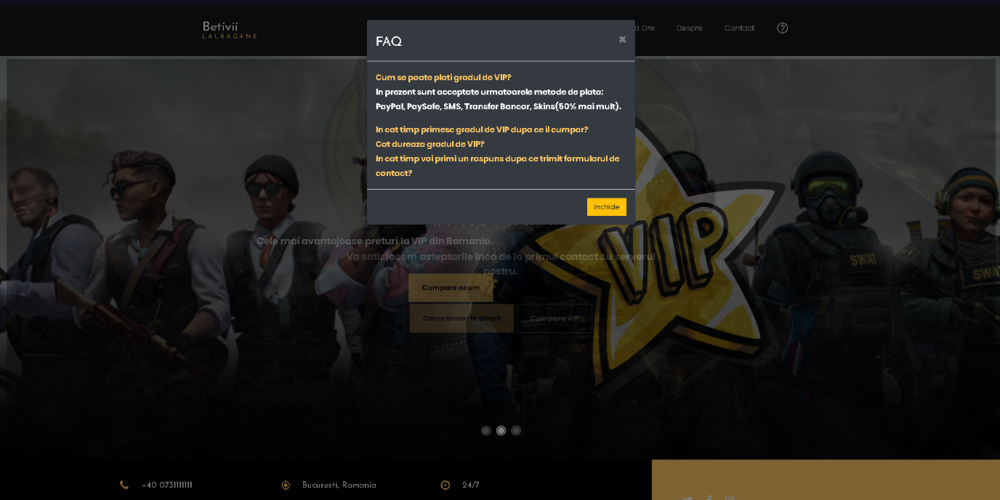 Betivii
LALEAGANE
a Ore
Despre
Contact
FAQ
×
Cum se poate plati gradul de VIP?
In prezent sunt acceptate urmatoarele metode de plata:
PayPal, PaySafe, SMS, Transfer Bancar, Skins(50% mai mult).
In cat timp primesc gradul de VIP dupa ce il cumpar?
Cat dureaza gradul de VIP?
In cat timp voi primi un raspuns dupa ce trimit formularul de
contact?
Inchide
Cele mai avantajoase preturi la VIP din Romania.
Va satisfacem asteptarile inca de la primul contact cu serverul
nostru.
Cumpara acum
Conecteaza-te direct
Cumpara VIP
VIP
SWAT
SWAT
+40 0731111111
Bucuresti, Romania
24/7